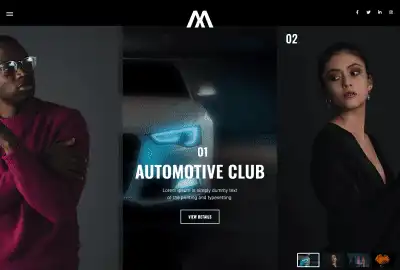 02
01
AUTOMOTIVE CLUB
Lorem Ipsum is simply dummy text
of the printing and typesetting.
VIEW DETAILS